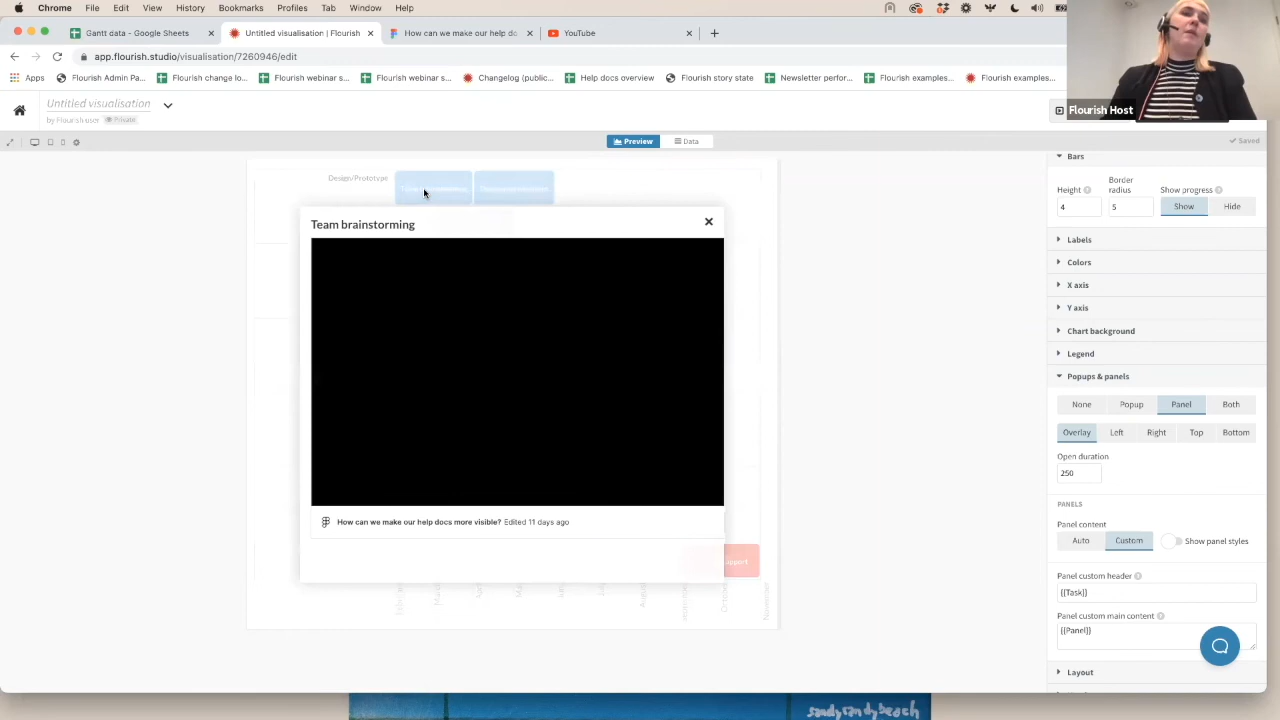 Chrome File Edit View History Bookmarks Profiles Tab Window Help
Gantt data - Google Sheets
Untitled visualisation | Flourish
How can we make our help do
YouTube
app.flourish.studio/visualisation/7260946/edit
Apps
Flourish Admin Pa...
Flourish change lo...
Flourish webinar s...
Flourish webinar s...
Changelog (public...
Help docs overview
Flourish story state
Newsletter perfor...
Flourish examples...
Flourish examples...
Flourish Host
Untitled visualisation
by Flourish user
Private
Preview
Data
Saved
Design/Prototype
Team brainstorming
How can we make our help docs more visible? Edited 11 days ago
pport
Bars
Height
Border radius
Show progress
4
5
Show
Hide
Labels
Colors
X axis
Y axis
Chart background
Legend
Popups & panels
None
Popup
Panel
Both
Overlay
Left
Right
Top
Bottom
Open duration
250
PANELS
Panel content
Auto
Custom
Show panel styles
Panel custom header
{{Task}}
Panel custom main content
{{Panel}}
Layout
sandysandybeach